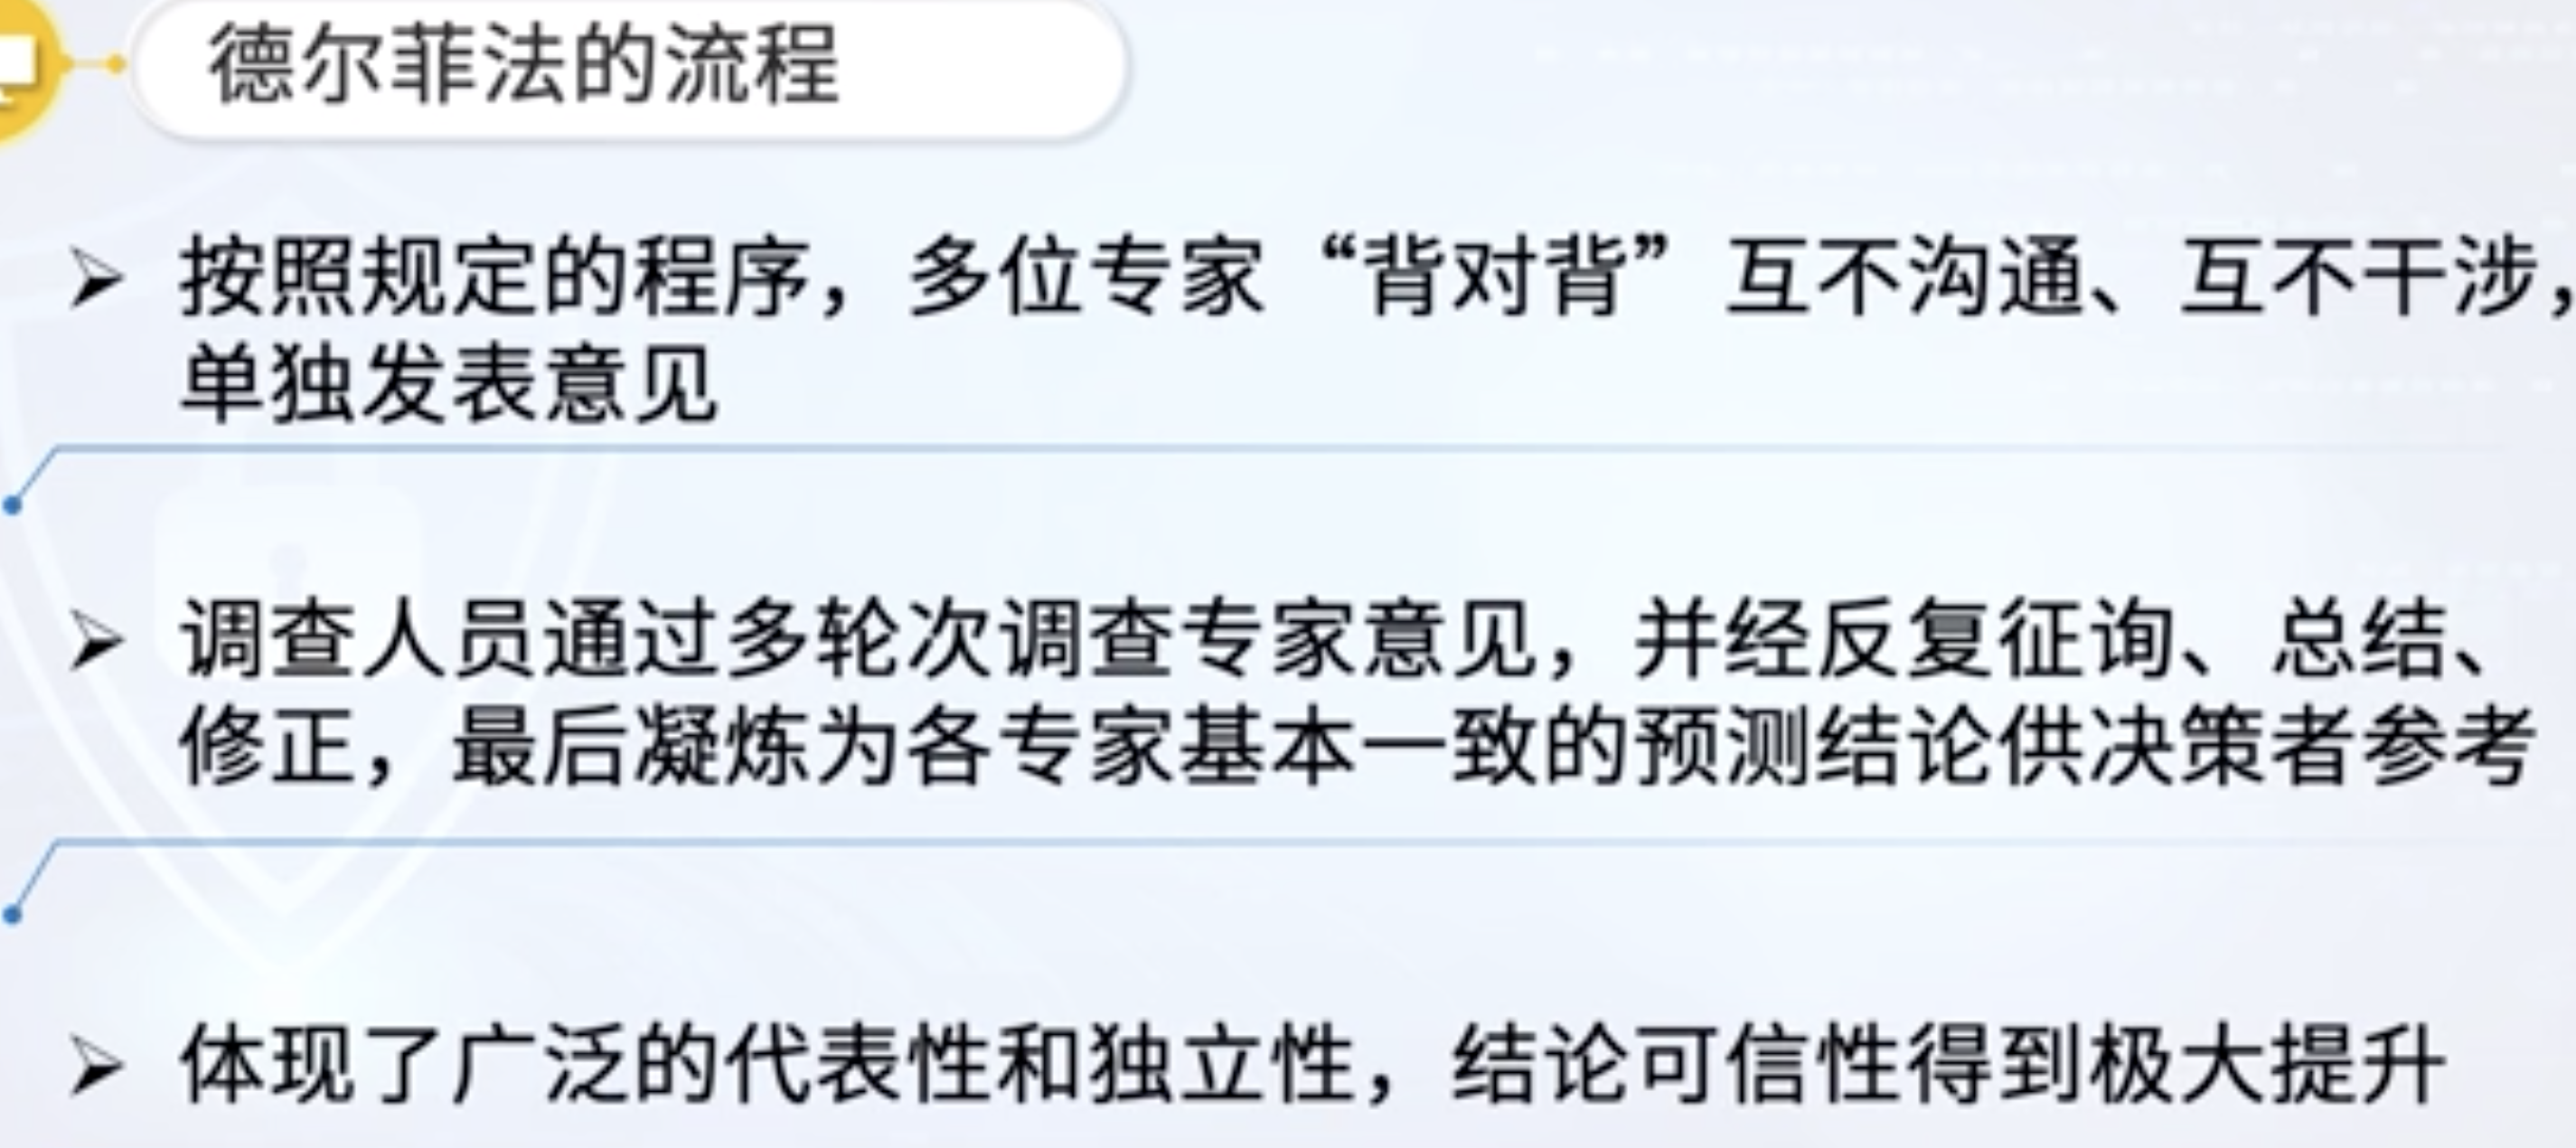 德尔菲法的流程
➢ 按照规定的程序，多位专家“背对背”互不沟通、互不干涉，
单独发表意见
➢ 调查人员通过多轮次调查专家意见，并经反复征询、总结、
修正，最后凝炼为各专家基本一致的预测结论供决策者参考
➢ 体现了广泛的代表性和独立性，结论可信性得到极大提升